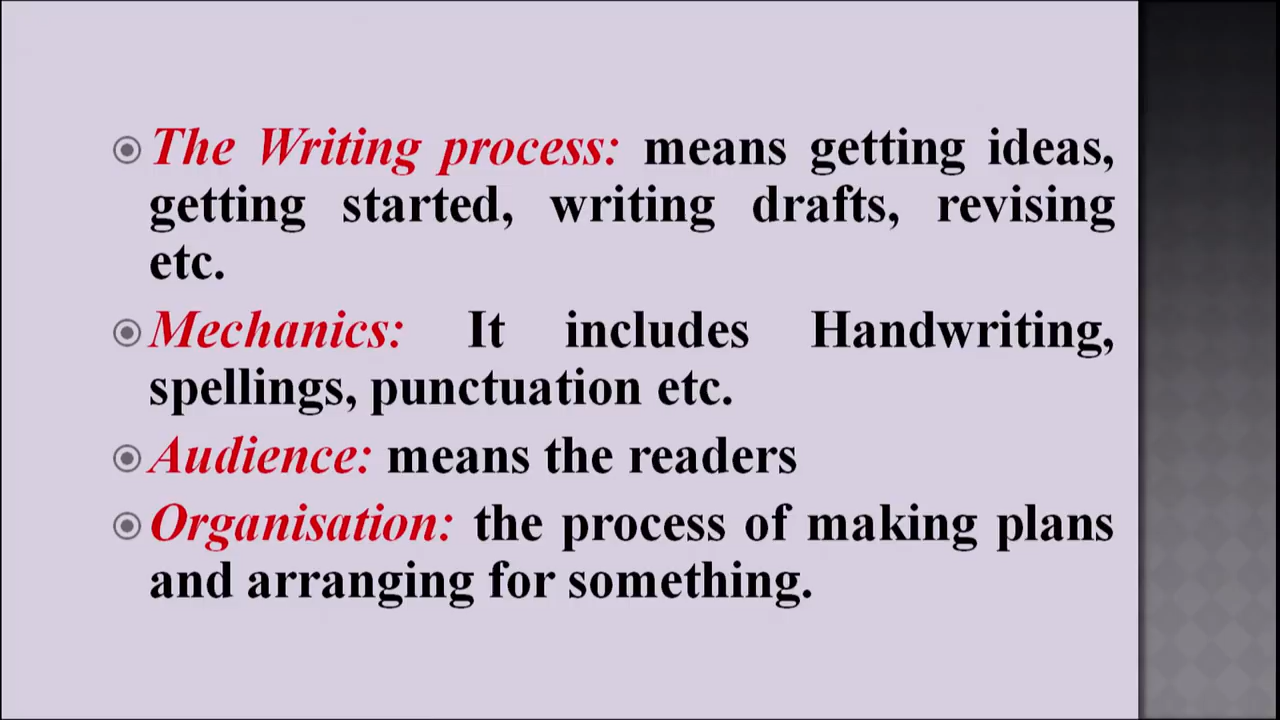 The Writing process: means getting ideas,
getting started, writing drafts, revising
etc.
Mechanics: It includes Handwriting,
spellings, punctuation etc.
Audience: means the readers
Organisation: the process of making plans
and arranging for something.